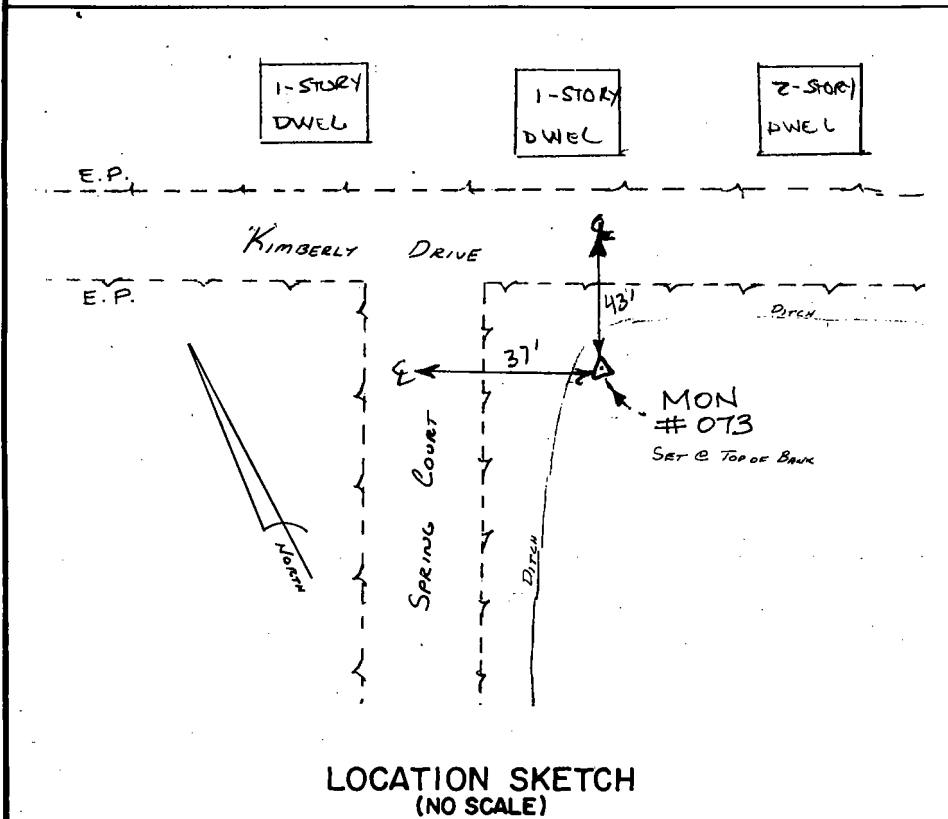 1-STORY
DWEL
1-STORY
DWEL
2-STORY
DWEL
E.P.
KIMBERLY DRIVE
E.P.
℄
43'
DITCH
37'
℄
MON
# 073
SET @ TOP OF BANK
SPRING COURT
DITCH
NORTH
LOCATION SKETCH
(NO SCALE)